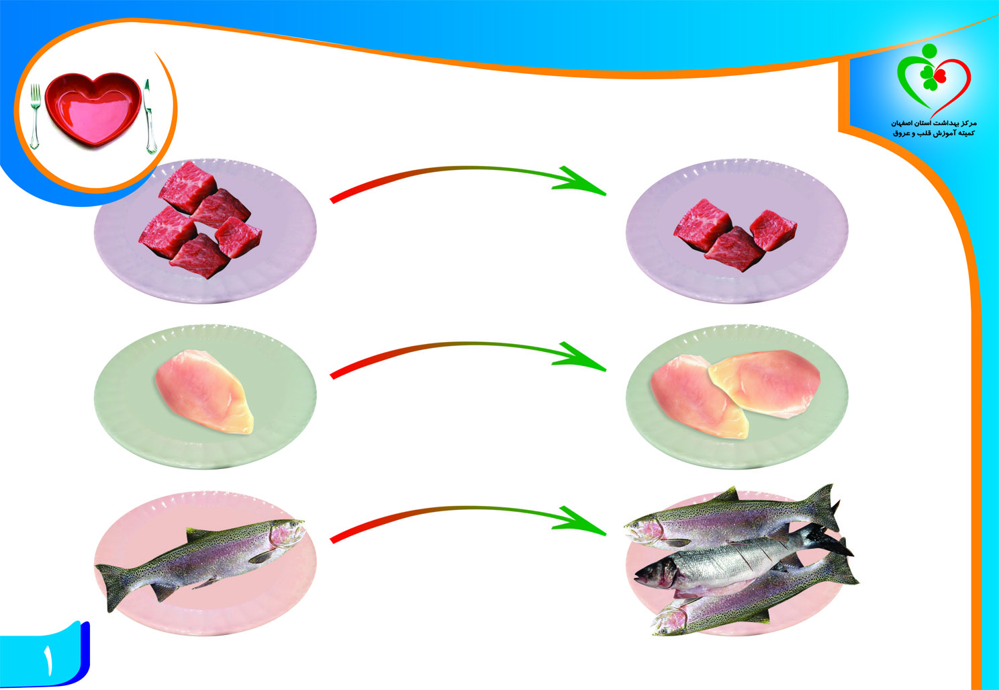 مرکز بهداشت استان اصفهان
کمیته آموزش قلب و عروق
۱